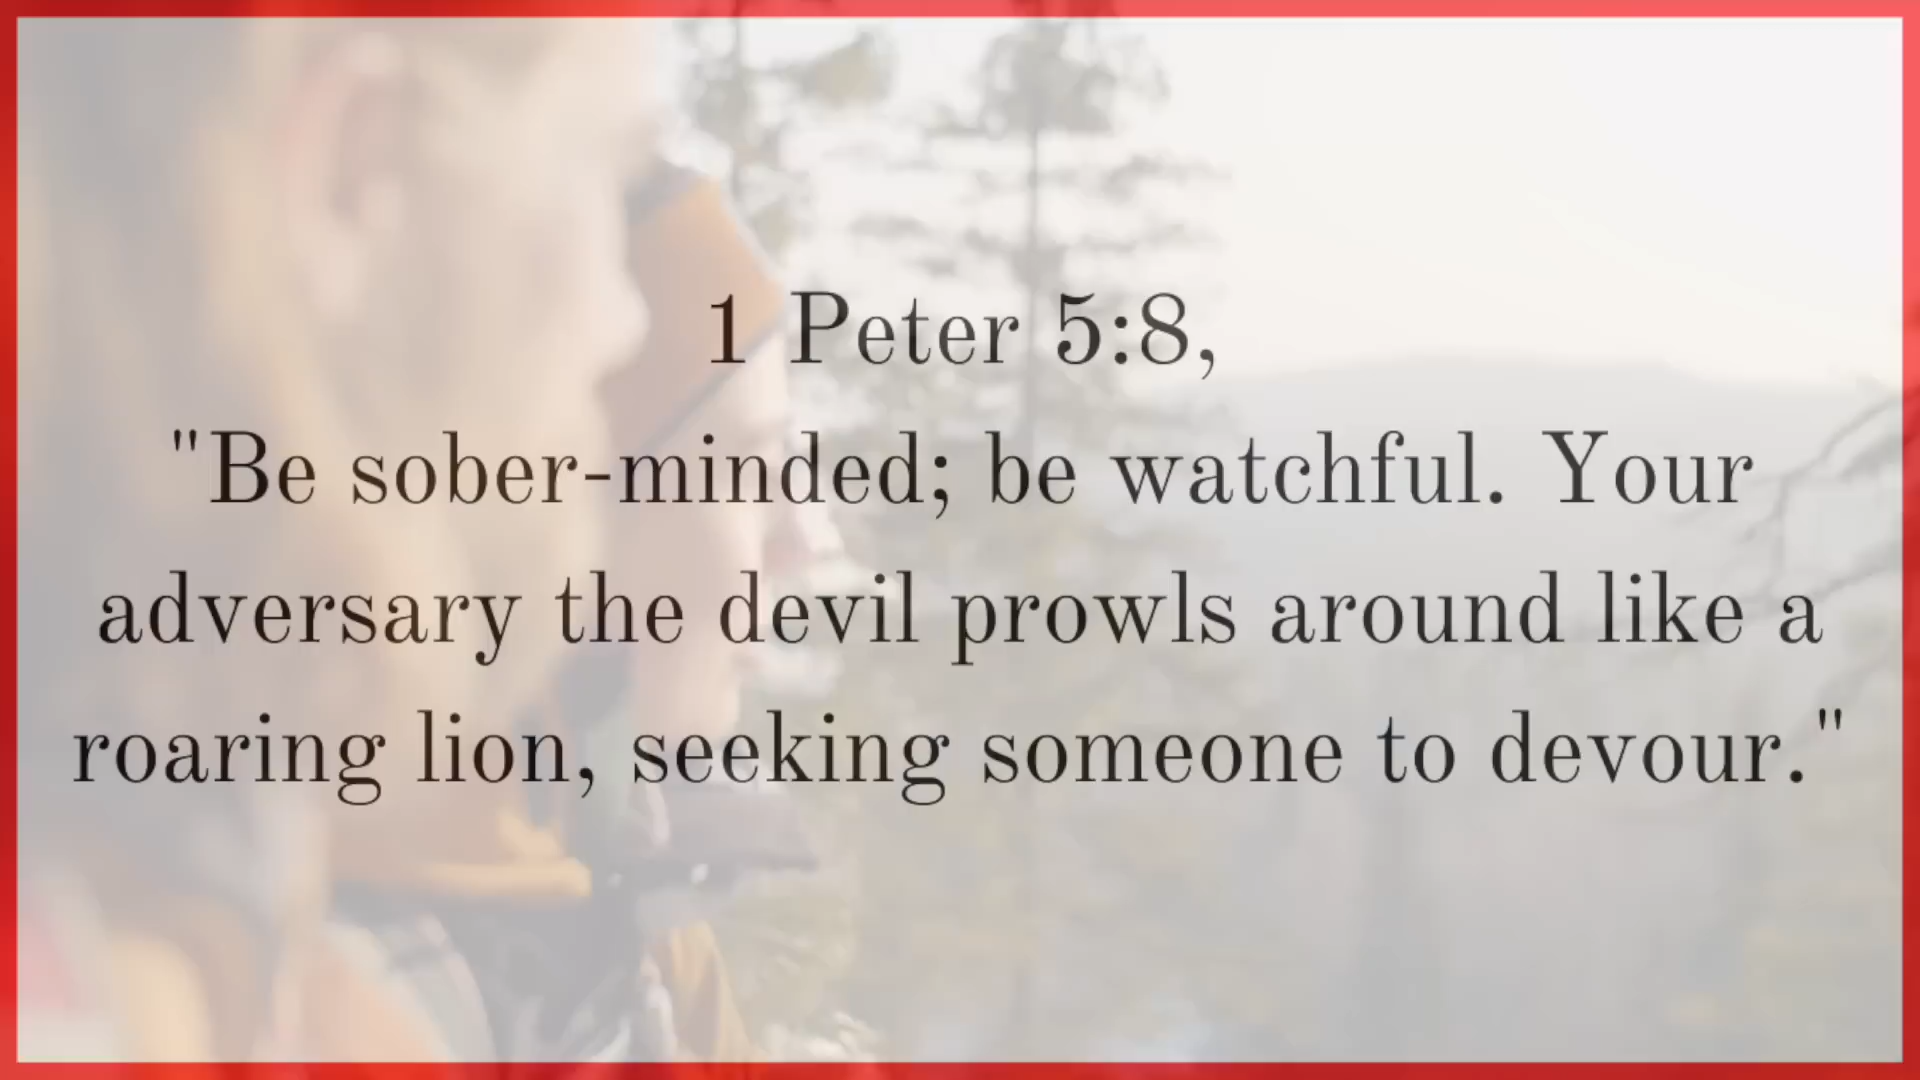 1 Peter 5:8,
"Be sober-minded; be watchful. Your
adversary the devil prowls around like a
roaring lion, seeking someone to devour."